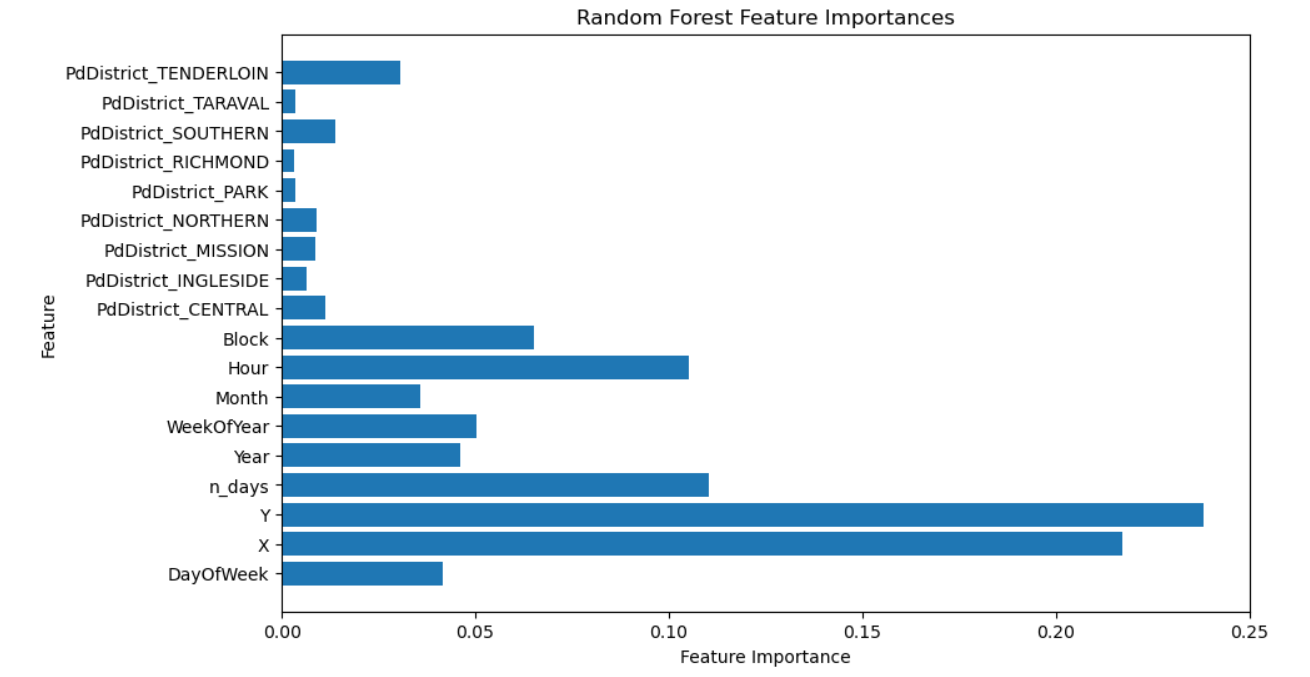 Random Forest Feature Importances
PdDistrict_TENDERLOIN
PdDistrict_TARAVAL
PdDistrict_SOUTHERN
PdDistrict_RICHMOND
PdDistrict_PARK
PdDistrict_NORTHERN
PdDistrict_MISSION
PdDistrict_INGLESIDE
PdDistrict_CENTRAL
Block
Hour
Month
WeekOfYear
Year
n_days
Y
X
DayOfWeek
Feature
0.00 0.05 0.10 0.15 0.20 0.25
Feature Importance